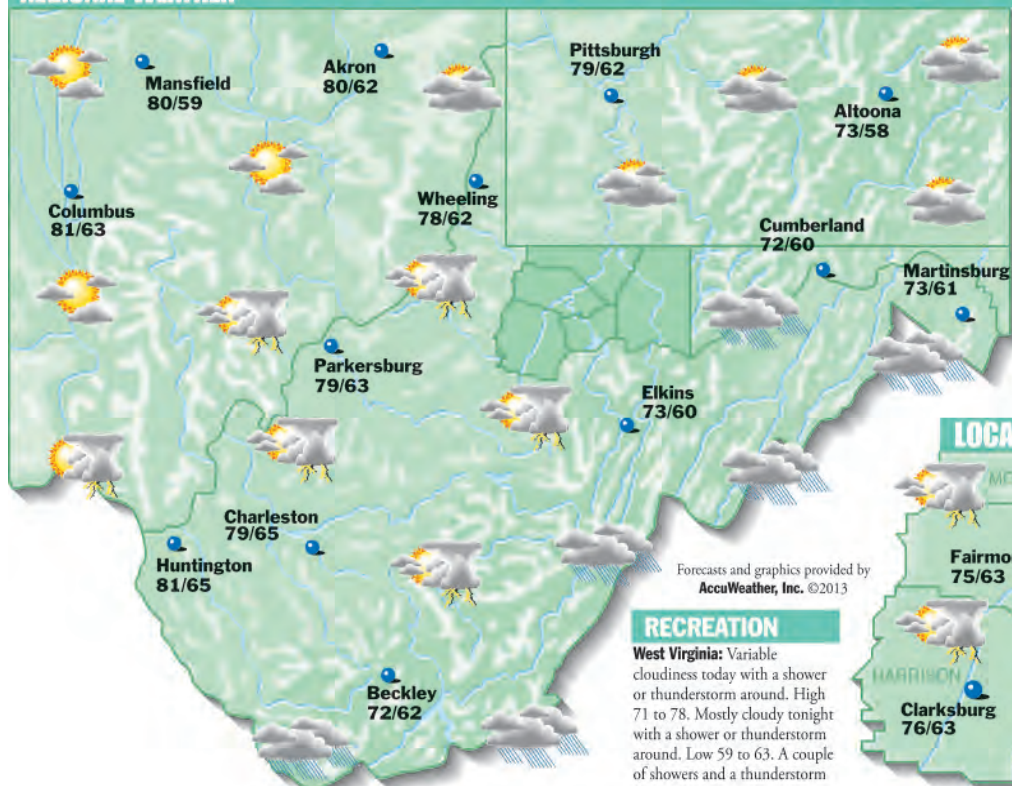 Mansfield
80/59
Akron
80/62
Pittsburgh
79/62
Altoona
73/58
Columbus
81/63
Wheeling
78/62
Cumberland
72/60
Martinsburg
73/61
Parkersburg
79/63
Elkins
73/60
Charleston
79/65
Huntington
81/65
Beckley
72/62
Forecasts and graphics provided by
AccuWeather, Inc. ©2013
RECREATION
West Virginia: Variable
cloudiness today with a shower
or thunderstorm around. High
71 to 78. Mostly cloudy tonight
with a shower or thunderstorm
around. Low 59 to 63. A couple
of showers and a thunderstorm
LOCA
MO
Fairmo
75/63
HARRISON
Clarksburg
76/63